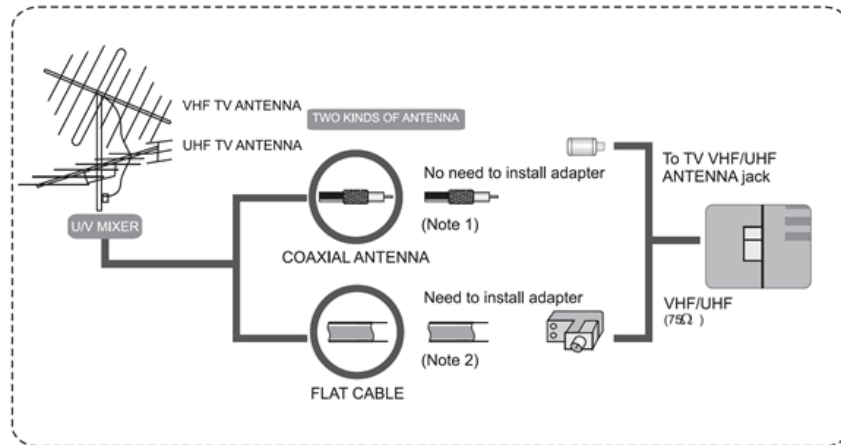 VHF TV ANTENNA
TWO KINDS OF ANTENNA
UHF TV ANTENNA
U/V MIXER
No need to install adapter
(Note 1)
COAXIAL ANTENNA
Need to install adapter
(Note 2)
FLAT CABLE
To TV VHF/UHF
ANTENNA jack
VHF/UHF
(75Ω )